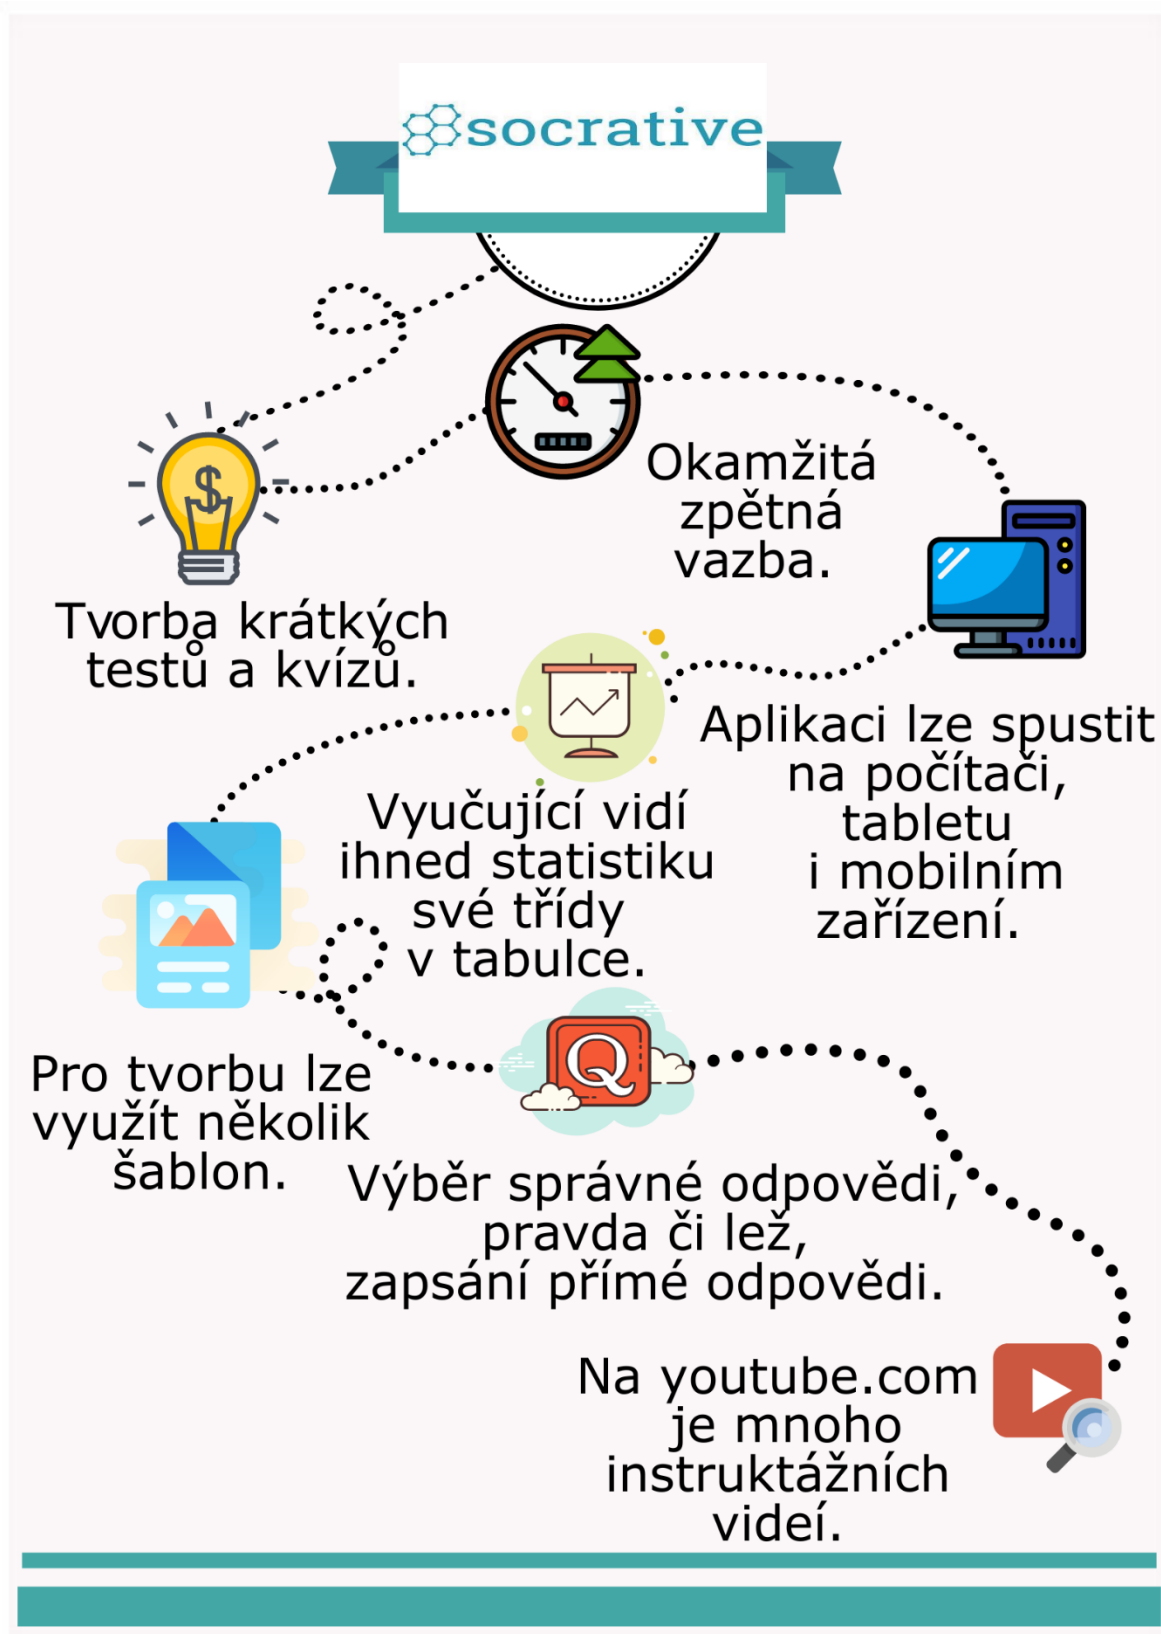 socrative
Tvorba krátkých
testů a kvízů.
Okamžitá
zpětná
vazba.
Aplikaci lze spustit
na počítači,
tabletu
i mobilním
zařízení.
Vyučující vidí
ihned statistiku
své třídy
v tabulce.
Pro tvorbu lze
využít několik
šablon.
Q
Výběr správné odpovědi,
pravda či lež,
zapsání přímé odpovědi.
Na youtube.com
je mnoho
instruktážních
videí.